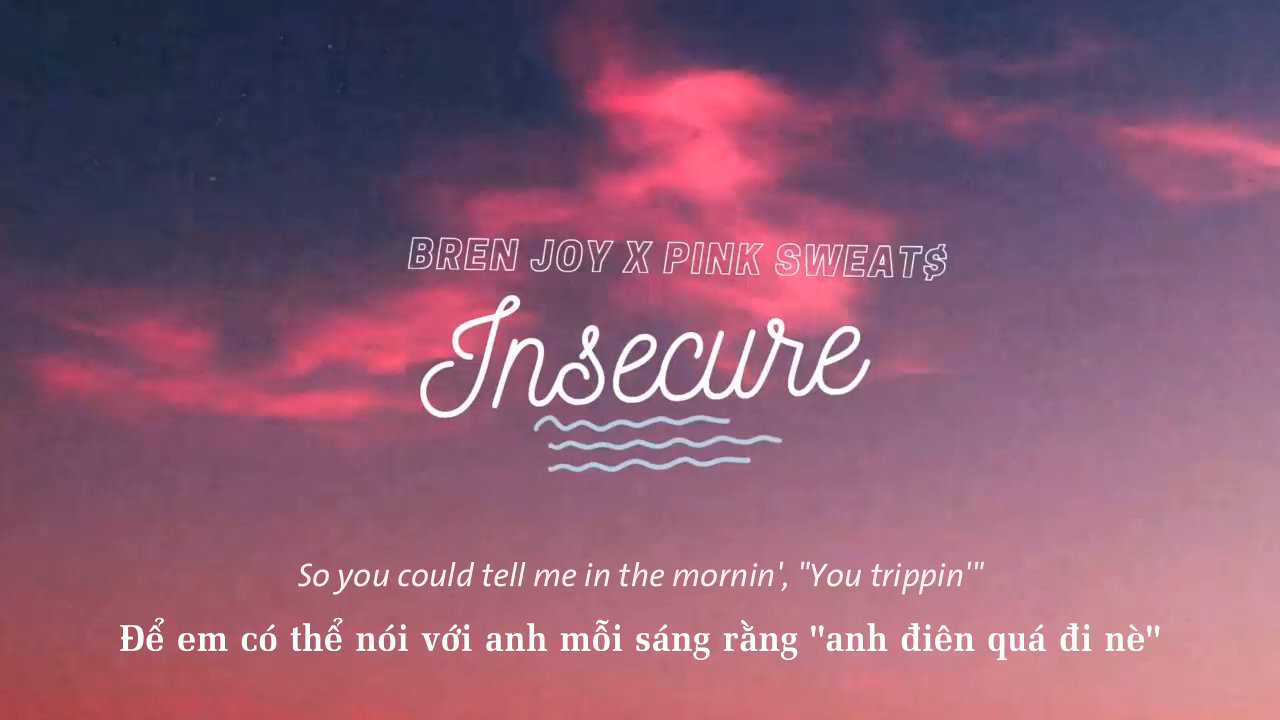 BREN JOY X PINK SWEAT$
Insecure
So you could tell me in the mornin', "You trippin'"
Để em có thể nói với anh mỗi sáng rằng "anh điên quá đi nè"